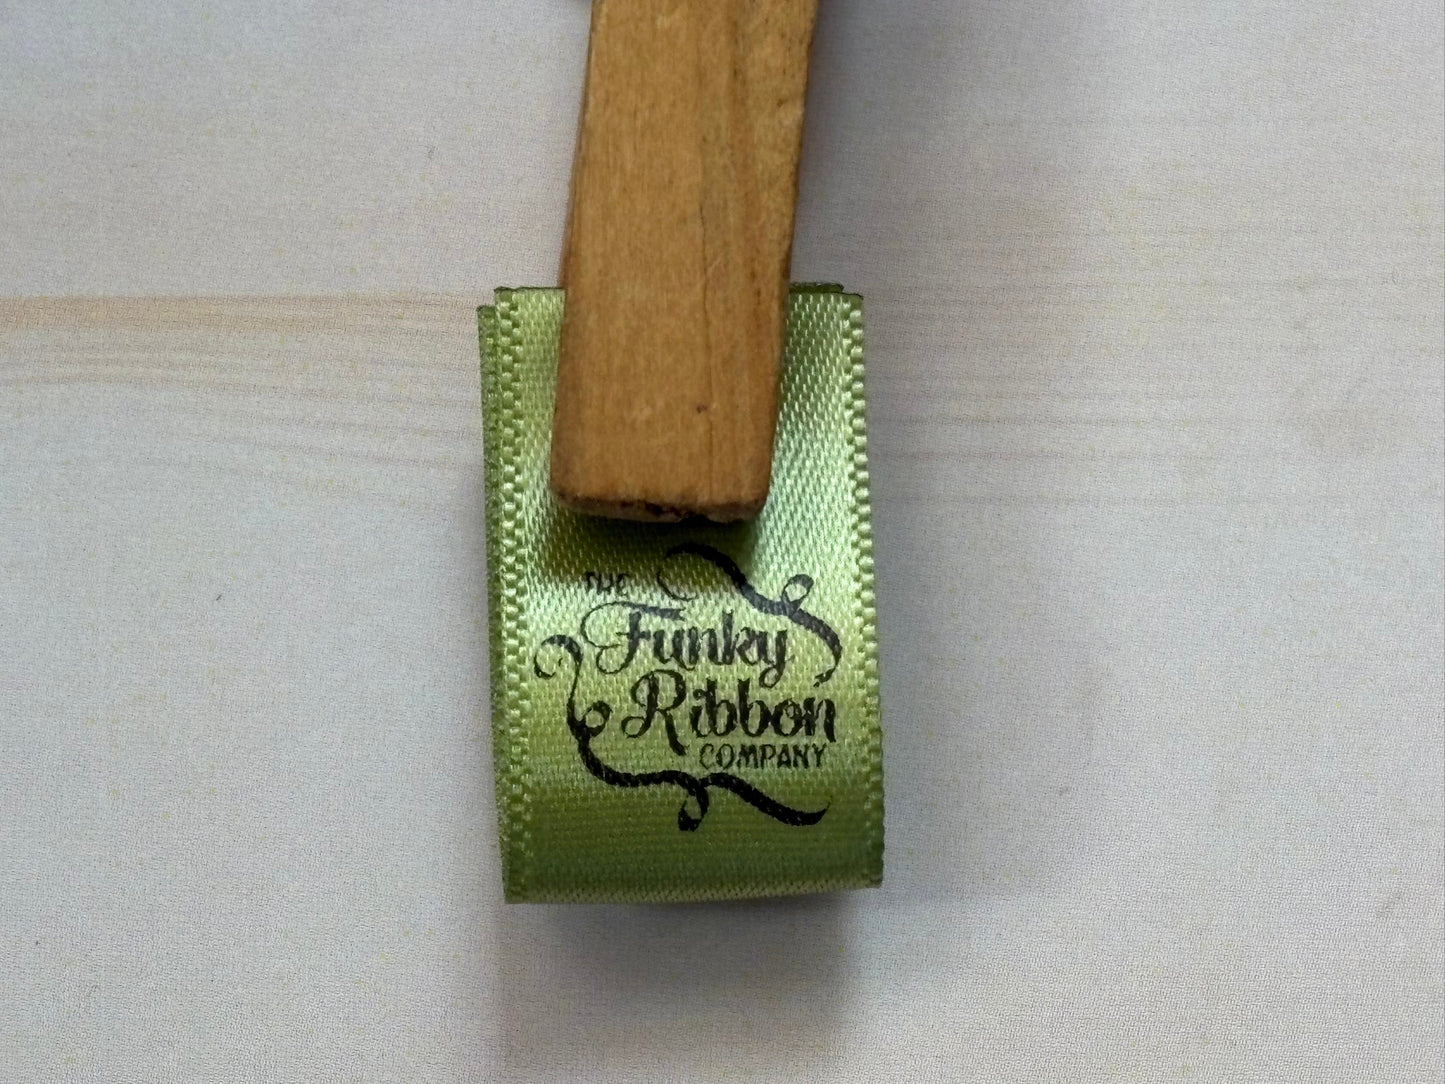 THE
Funky
Ribbon
COMPANY